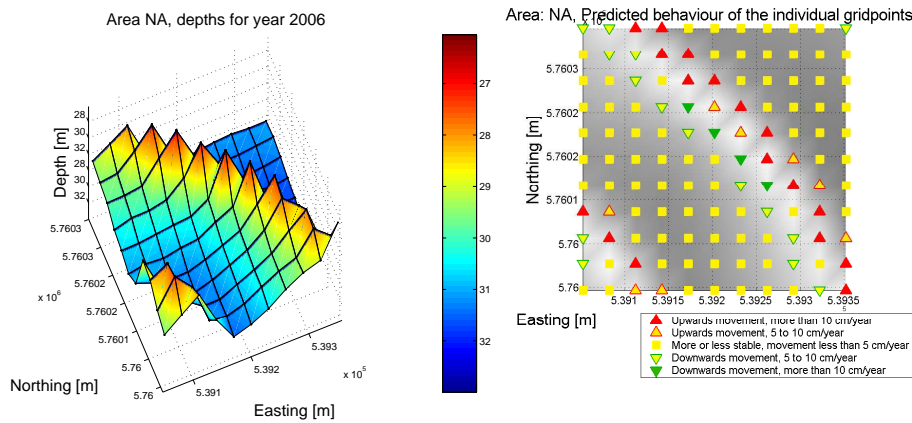 Area NA, depths for year 2006
Depth [m]
28
30
32
30
32
5.7603
5.7603
5.7602
5.7602
5.7601
5.7601
5.76
5.76
x 10⁶
Northing [m]
5.391
5.392
5.393
x 10⁵
Easting [m]
27
28
29
30
31
32
Area: NA, Predicted behaviour of the individual gridpoints
5.7603
5.7602
5.7602
5.7601
5.76
5.76
Northing [m]
5.391
5.3915
5.392
5.3925
5.393
5.3935
5
Easting [m]
Upwards movement, more than 10 cm/year
Upwards movement, 5 to 10 cm/year
More or less stable, movement less than 5 cm/year
Downwards movement, 5 to 10 cm/year
Downwards movement, more than 10 cm/year